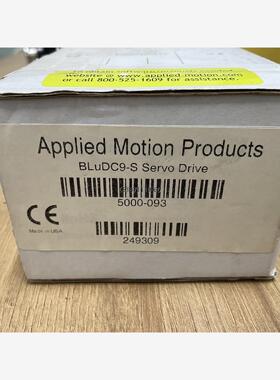 website @ www.applied-motion.com
or call 800-525-1609 for assistance
Applied Motion Products
BLuDC9-S Servo Drive
5000-093
CE
Made in USA
249309